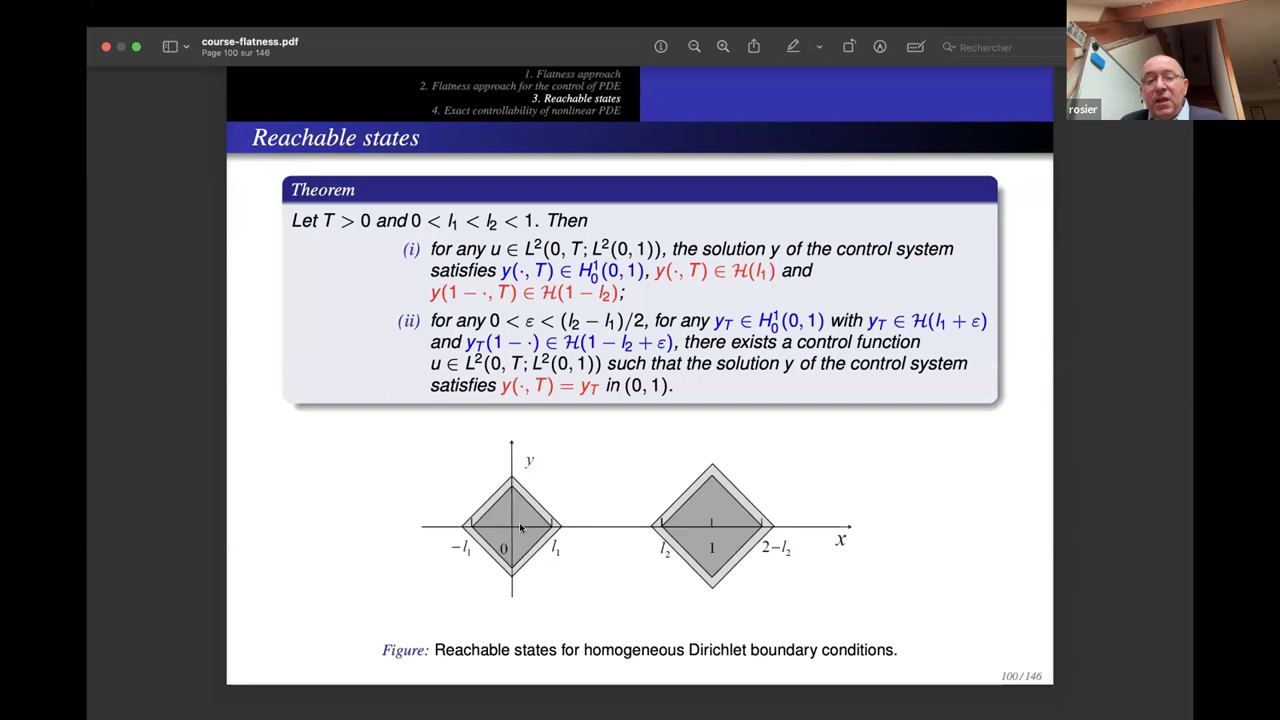 course-flatness.pdf
Page 100 sur 146
Rechercher
rosier
1. Flatness approach
2. Flatness approach for the control of PDE
3. Reachable states
4. Exact controllability of nonlinear PDE
Reachable states
Theorem
Let T > 0 and 0 < l₁ < l₂ < 1. Then
(i) for any u ∈ L²(0, T; L²(0, 1)), the solution y of the control system
satisfies y(·, T) ∈ H¹₀(0, 1), y(·, T) ∈ ℋ(l₁) and
y(1 − ·, T) ∈ ℋ(1 − l₂);
(ii) for any 0 < ε < (l₂ − l₁)/2, for any y_T ∈ H¹₀(0, 1) with y_T ∈ ℋ(l₁ + ε)
and y_T(1 − ·) ∈ ℋ(1 − l₂ + ε), there exists a control function
u ∈ L²(0, T; L²(0, 1)) such that the solution y of the control system
satisfies y(·, T) = y_T in (0, 1).
y
−l₁ 0 l₁ l₂ 1 2−l₂ x
Figure: Reachable states for homogeneous Dirichlet boundary conditions.
100 / 146